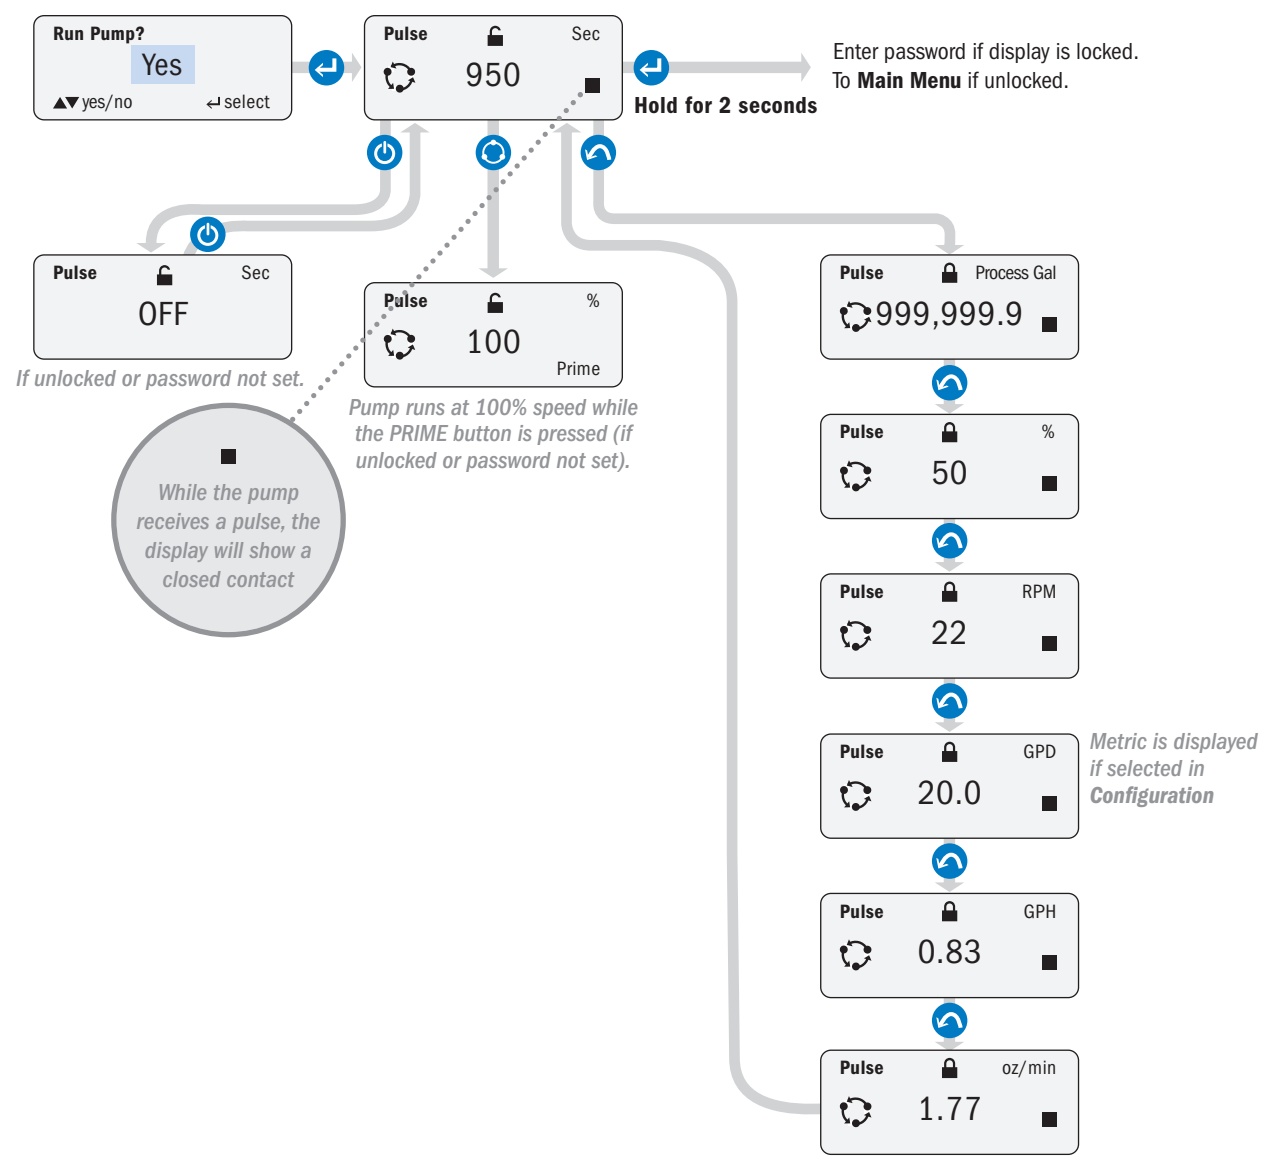 Run Pump?
Yes
▲▼ yes/no ↵ select
Pulse Sec
950
Hold for 2 seconds
Enter password if display is locked.
To Main Menu if unlocked.
Pulse Sec
OFF
If unlocked or password not set.
Pulse %
100
Prime
Pump runs at 100% speed while
the PRIME button is pressed (if
unlocked or password not set).
While the pump
receives a pulse, the
display will show a
closed contact
Pulse Process Gal
999,999.9
Pulse %
50
Pulse RPM
22
Pulse GPD
20.0
Metric is displayed
if selected in
Configuration
Pulse GPH
0.83
Pulse oz/min
1.77